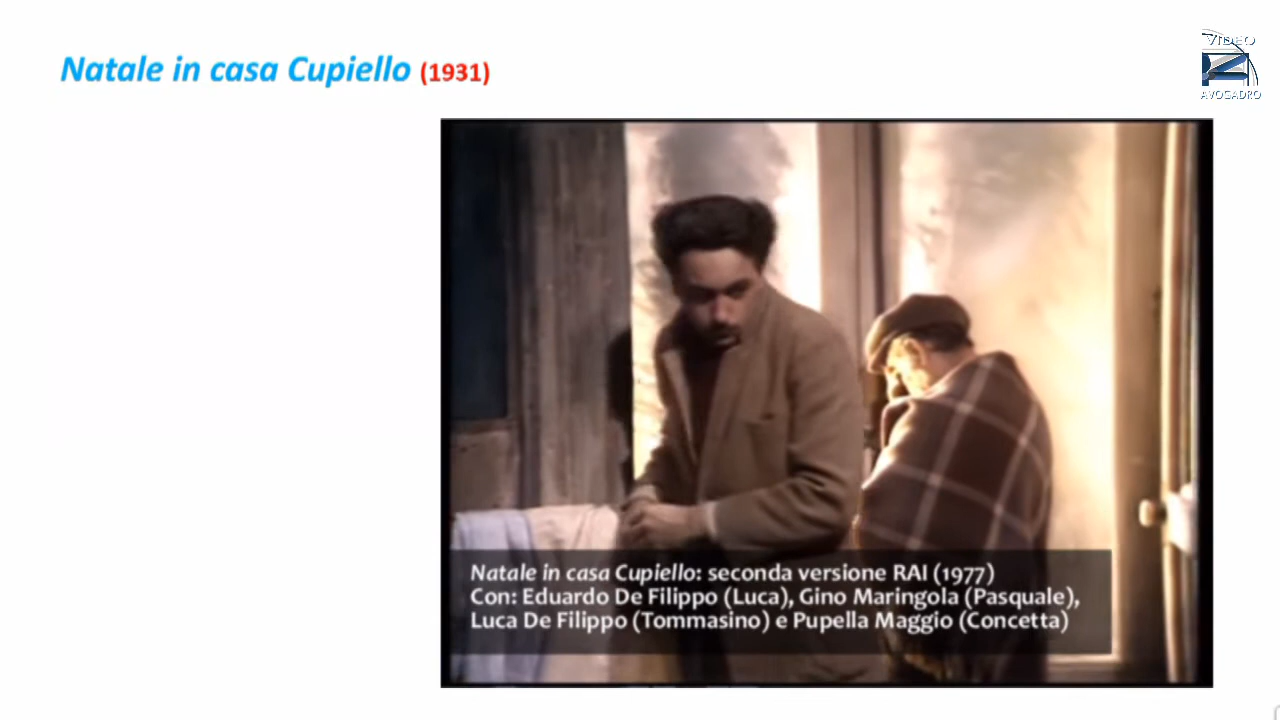 Natale in casa Cupiello (1931)
VIDEO
AVOGADRO
Natale in casa Cupiello: seconda versione RAI (1977)
Con: Eduardo De Filippo (Luca), Gino Maringola (Pasquale),
Luca De Filippo (Tommasino) e Pupella Maggio (Concetta)